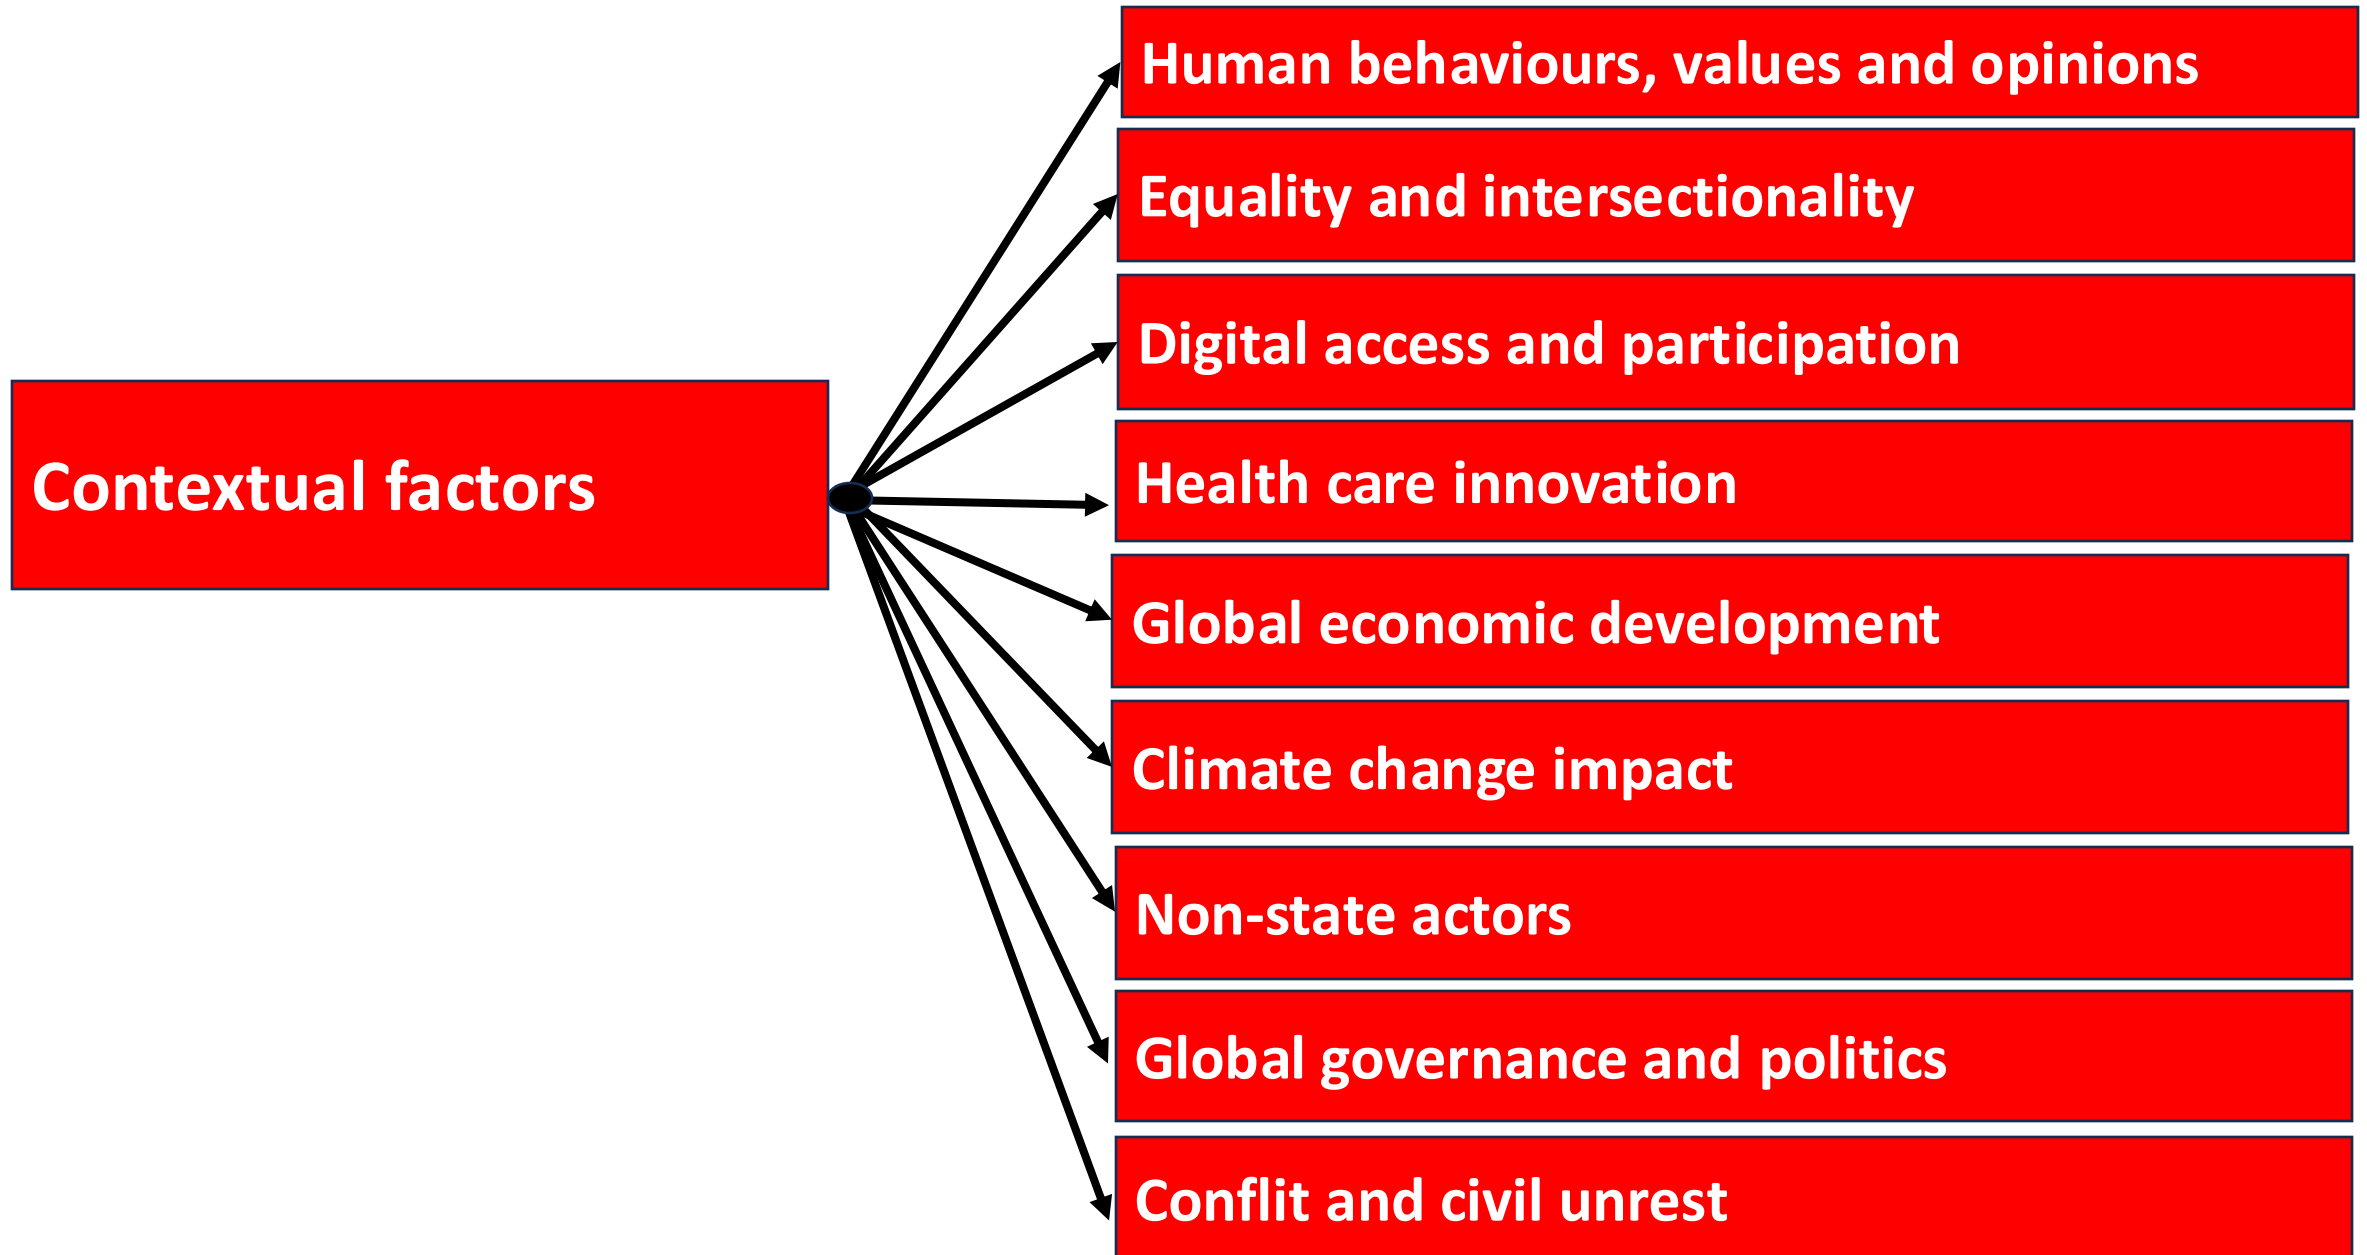 Human behaviours, values and opinions
Equality and intersectionality
Digital access and participation
Contextual factors
Health care innovation
Global economic development
Climate change impact
Non-state actors
Global governance and politics
Conflit and civil unrest